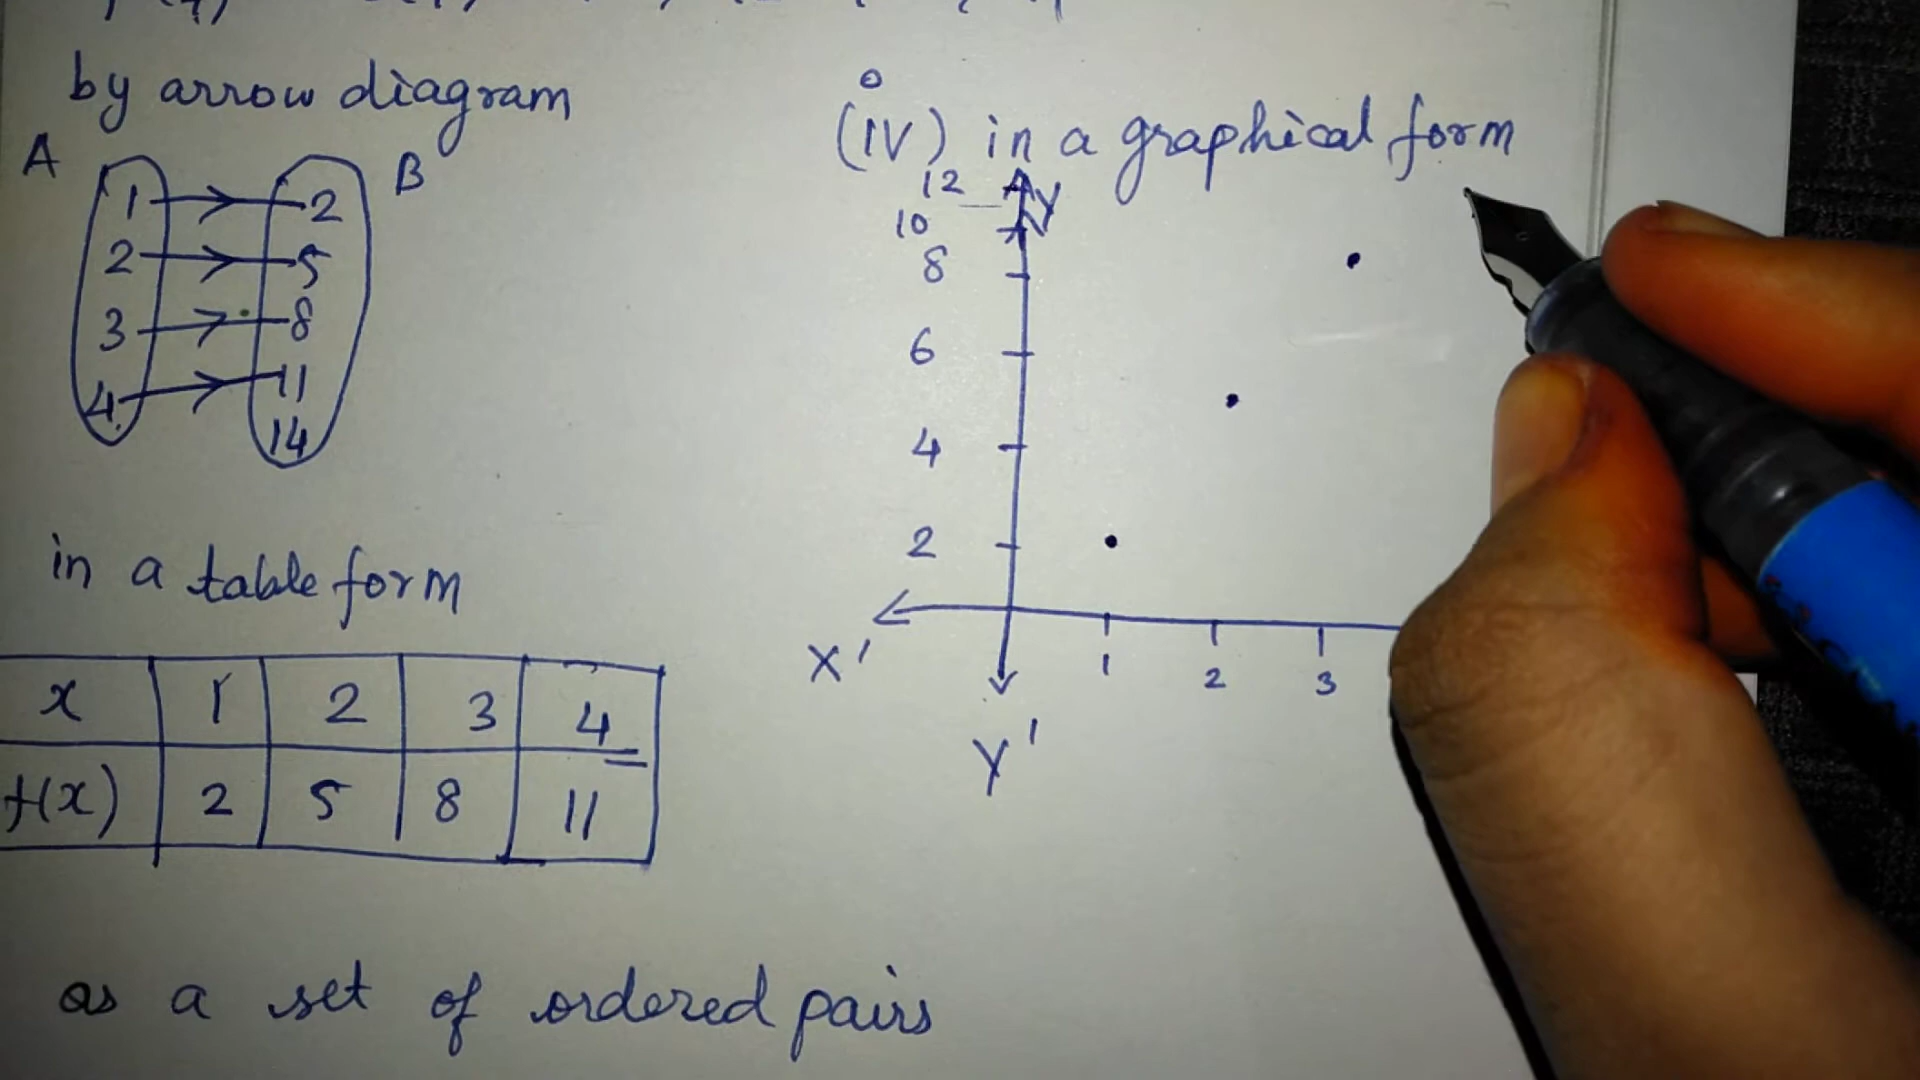 by arrow diagram
A
B
1 2
2 5
3 8
4 11
14
in a table form
x 1 2 3 4
f(x) 2 5 8 11
as a set of ordered pairs
(IV) in a graphical form
12
Y
10
8
6
4
2
X'
1 2 3
Y'